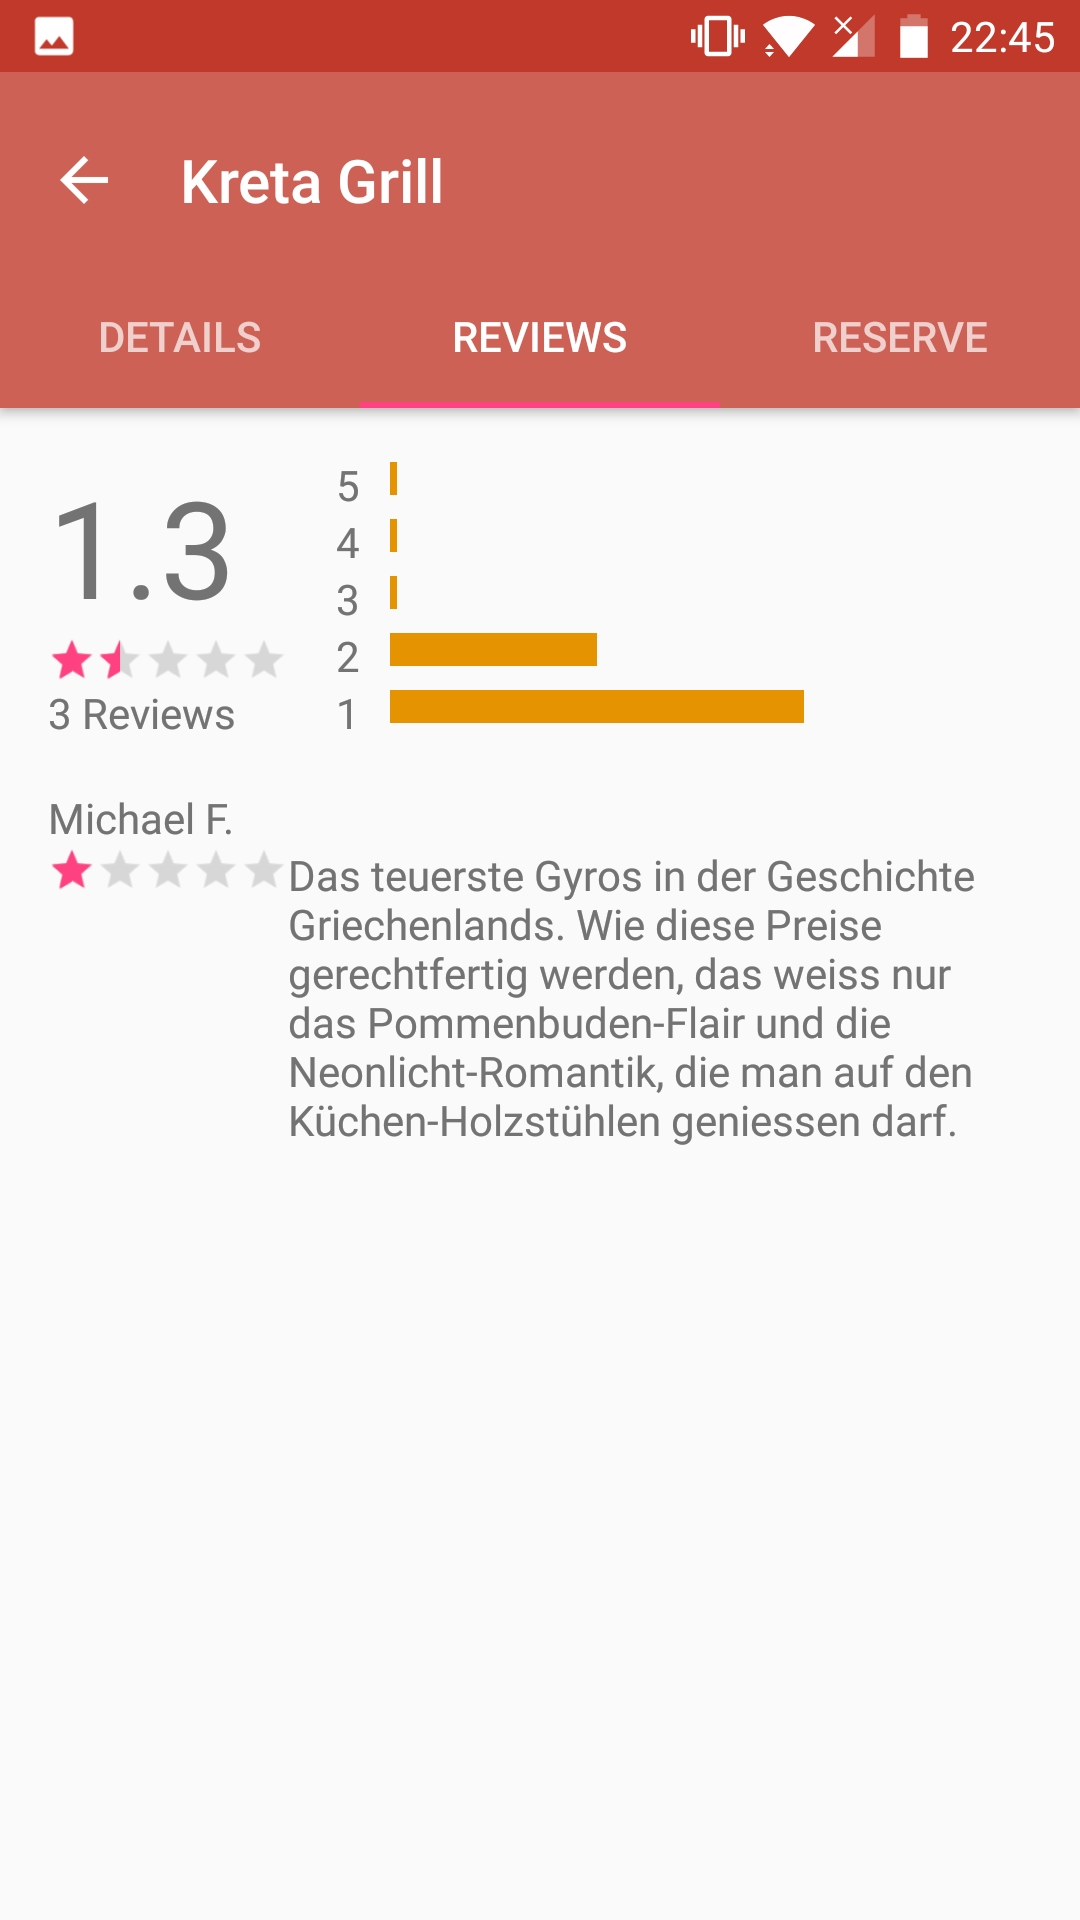 22:45
Kreta Grill
DETAILS
REVIEWS
RESERVE
1.3
3 Reviews
5
4
3
2
1
Michael F.
Das teuerste Gyros in der Geschichte
Griechenlands. Wie diese Preise
gerechtfertig werden, das weiss nur
das Pommenbuden-Flair und die
Neonlicht-Romantik, die man auf den
Küchen-Holzstühlen geniessen darf.